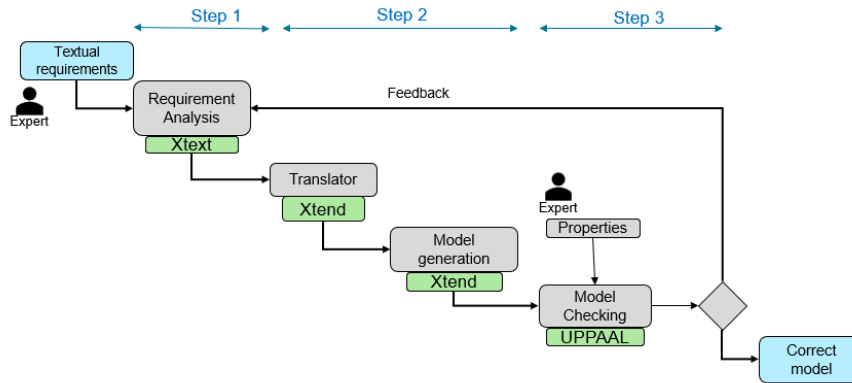 Step 1
Step 2
Step 3
Textual
requirements
Expert
Requirement
Analysis
Xtext
Feedback
Translator
Xtend
Expert
Properties
Model
generation
Xtend
Model
Checking
UPPAAL
Correct
model